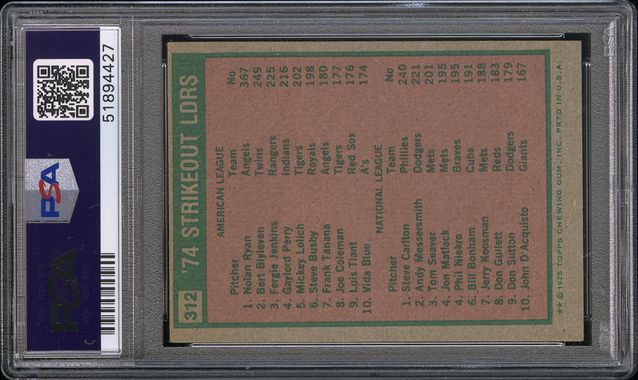 51894427
PSA
PSA
312 '74 STRIKEOUT LDRS
AMERICAN LEAGUE
Pitcher Team No
1. Nolan Ryan Angels 367
2. Bert Blyleven Twins 249
3. Fergie Jenkins Rangers 225
4. Gaylord Perry Indians 216
5. Mickey Lolich Tigers 202
6. Steve Busby Royals 198
7. Frank Tanana Angels 180
8. Joe Coleman Tigers 177
9. Luis Tiant Red Sox 176
10. Vida Blue A's 174
NATIONAL LEAGUE
Pitcher Team No
1. Steve Carlton Phillies 240
2. Andy Messersmith Dodgers 221
3. Tom Seaver Mets 201
4. Jon Matlack Mets 195
4. Phil Niekro Braves 195
6. Bill Bonham Cubs 191
7. Jerry Koosman Mets 188
8. Don Gullett Reds 183
9. Don Sutton Dodgers 179
10. John D'Acquisto Giants 167
** © 1975 TOPPS CHEWING GUM, INC. PRTD IN U.S.A.